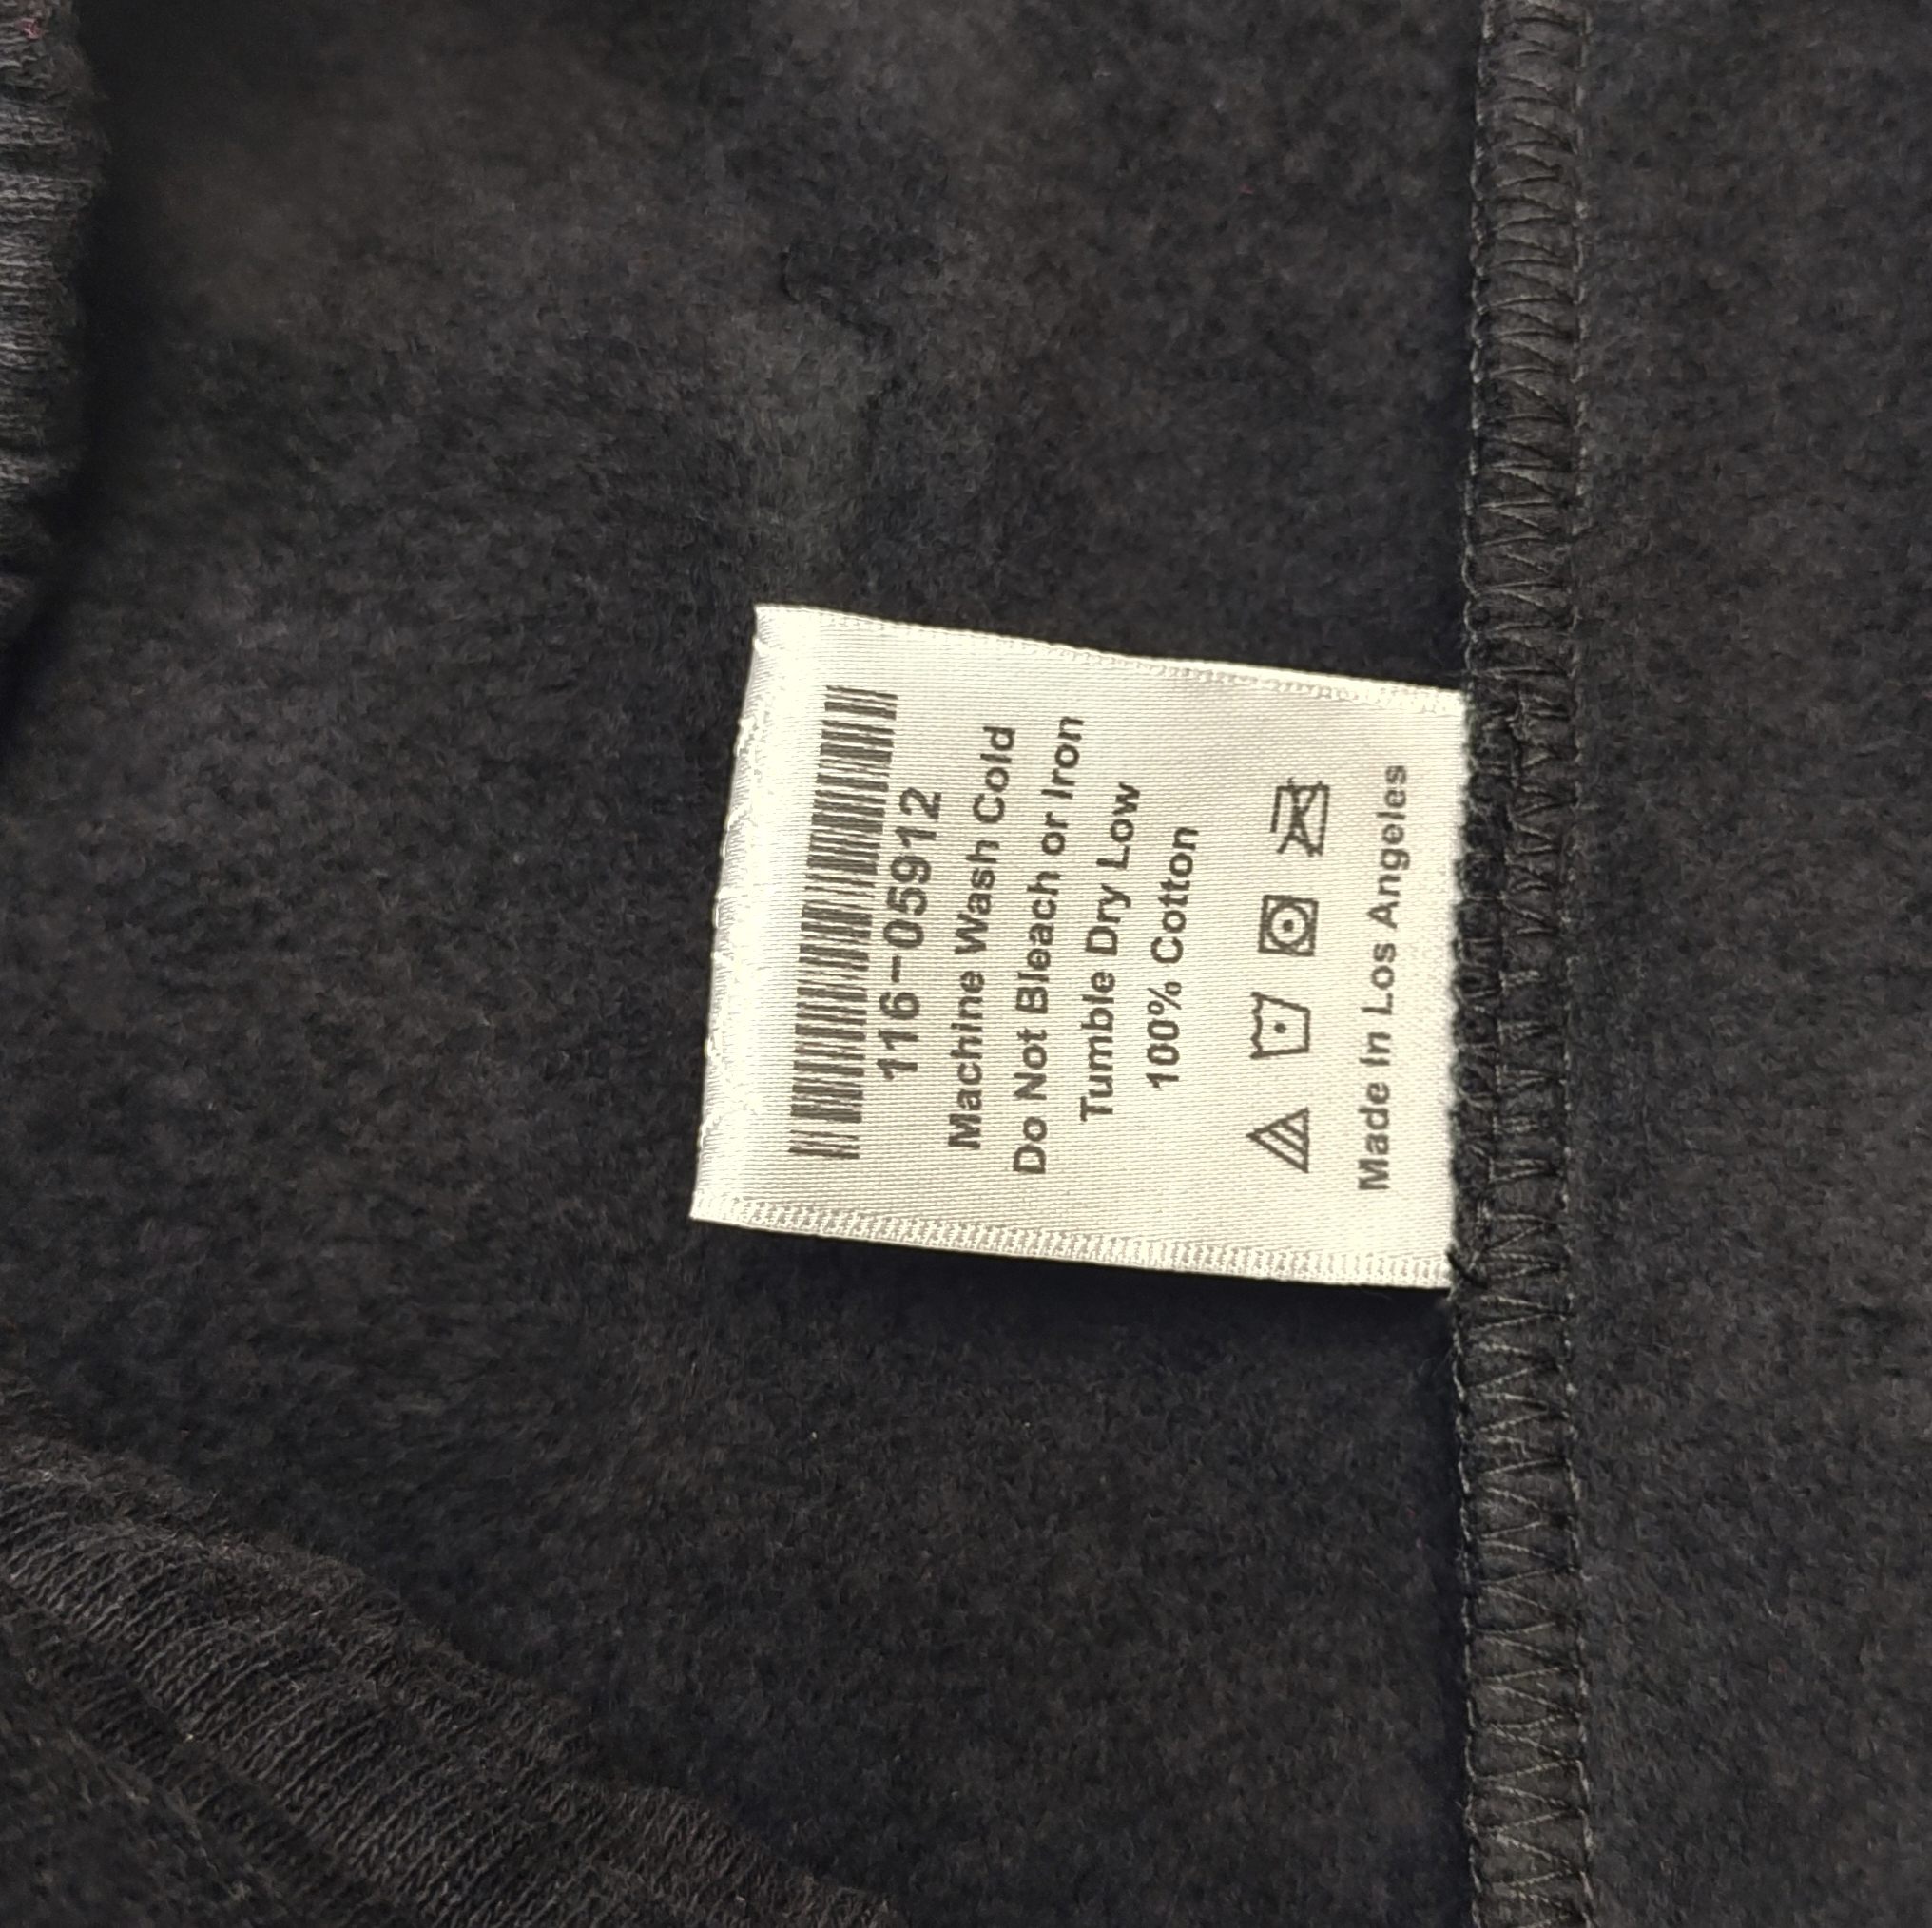 116-05912
Machine Wash Cold
Do Not Bleach or Iron
Tumble Dry Low
100% Cotton
Made In Los Angeles